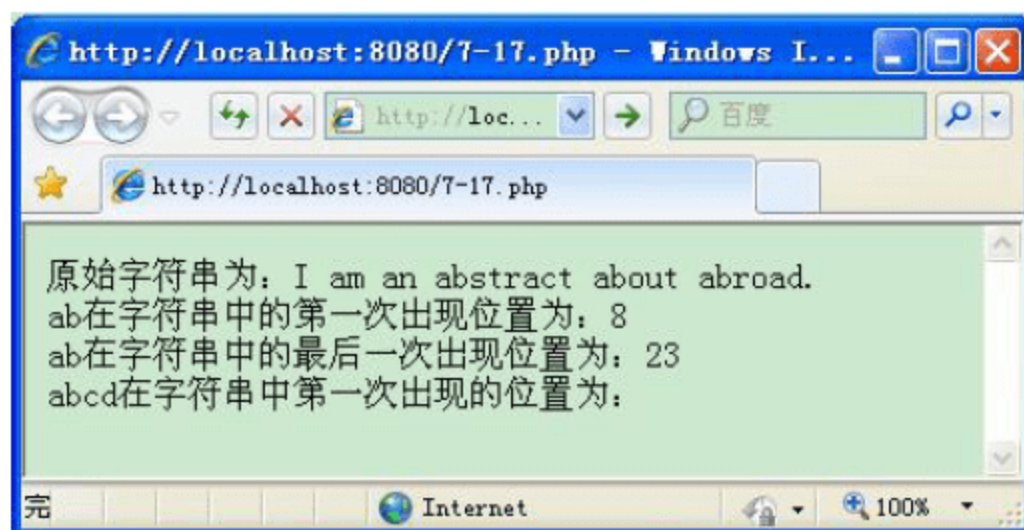 http://localhost:8080/7-17.php - Windows I...
http://loc... 百度
http://localhost:8080/7-17.php
原始字符串为：I am an abstract about abroad.
ab在字符串中的第一次出现位置为：8
ab在字符串中的最后一次出现位置为：23
abcd在字符串中第一次出现的位置为：
完 Internet 100%